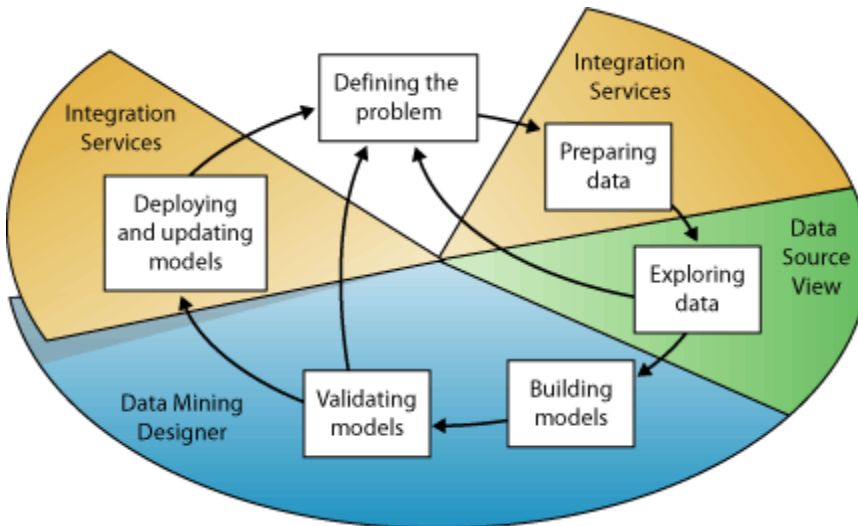 Defining the
problem
Integration
Services
Preparing
data
Data
Source
View
Exploring
data
Building
models
Validating
models
Data Mining
Designer
Deploying
and updating
models
Integration
Services